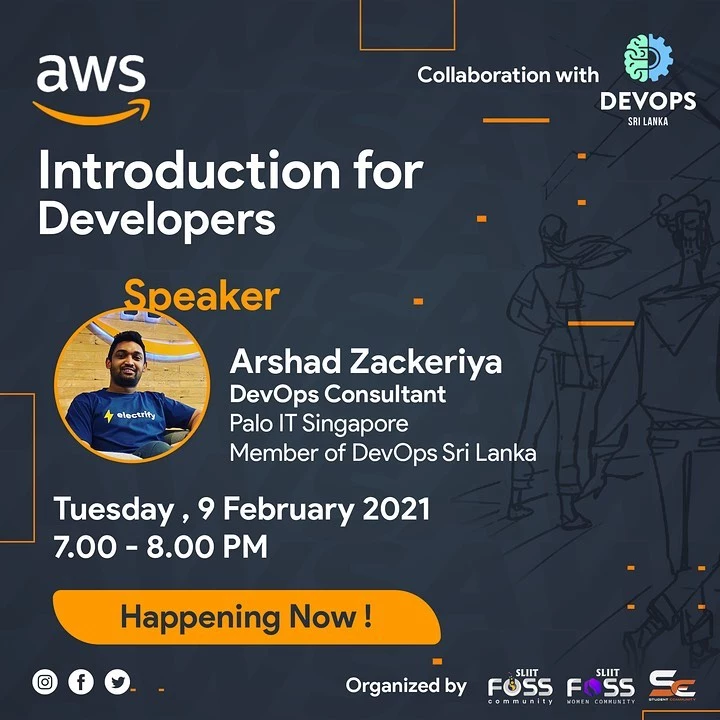 aws
Collaboration with
DEVOPS
SRI LANKA
Introduction for
Developers
Speaker
electrify
Arshad Zackeriya
DevOps Consultant
Palo IT Singapore
Member of DevOps Sri Lanka
Tuesday , 9 February 2021
7.00 - 8.00 PM
Happening Now !
Organized by
SLIIT
FOSS
community
SLIIT
FOSS
WOMEN COMMUNITY
SC
STUDENT COMMUNITY